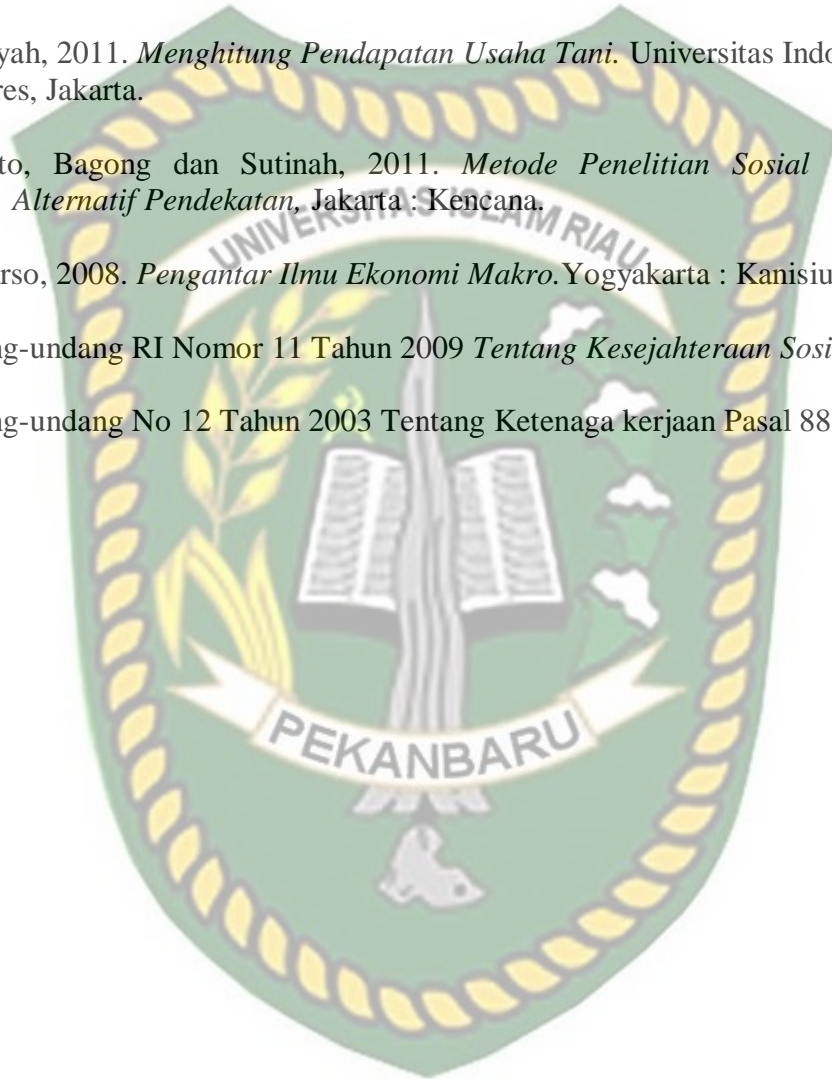 yah, 2011. Menghitung Pendapatan Usaha Tani. Universitas Indo
res, Jakarta.
to, Bagong dan Sutinah, 2011. Metode Penelitian Sosial
Alternatif Pendekatan, Jakarta : Kencana.
UNIVERSITAS ISLAM RIAU
rso, 2008. Pengantar Ilmu Ekonomi Makro.Yogyakarta : Kanisiu
ng-undang RI Nomor 11 Tahun 2009 Tentang Kesejahteraan Sosi
ng-undang No 12 Tahun 2003 Tentang Ketenaga kerjaan Pasal 88
PEKANBARU